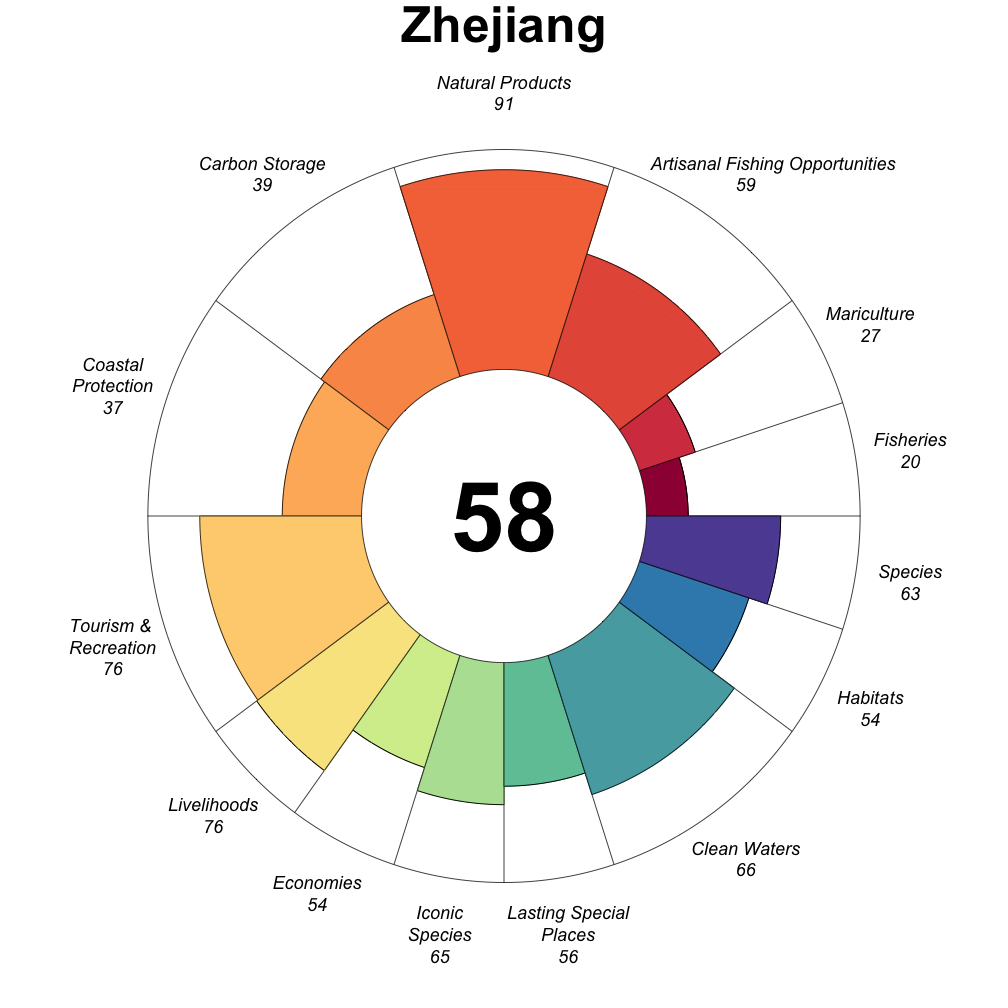 Zhejiang
Natural Products
91
Carbon Storage
39
Artisanal Fishing Opportunities
59
Mariculture
27
Coastal
Protection
37
Fisheries
20
58
Species
63
Tourism &
Recreation
76
Habitats
54
Livelihoods
76
Clean Waters
66
Economies
54
Iconic
Species
65
Lasting Special
Places
56